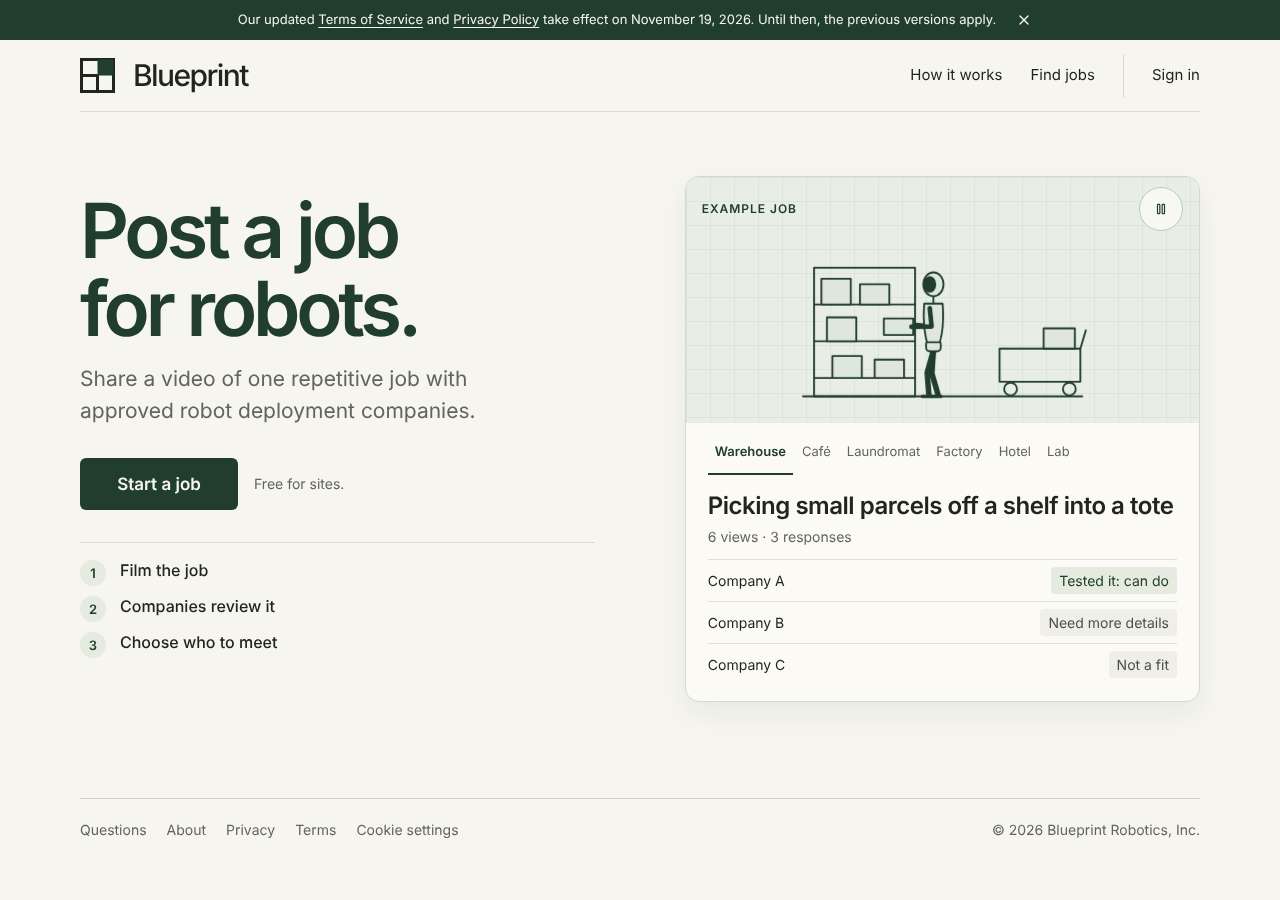 Our updated Terms of Service and Privacy Policy take effect on November 19, 2026. Until then, the previous versions apply.
Blueprint
How it works
Find jobs
Sign in
Post a job
for robots.
Share a video of one repetitive job with
approved robot deployment companies.
Start a job
Free for sites.
1 Film the job
2 Companies review it
3 Choose who to meet
EXAMPLE JOB
Warehouse Café Laundromat Factory Hotel Lab
Picking small parcels off a shelf into a tote
6 views · 3 responses
Company A Tested it: can do
Company B Need more details
Company C Not a fit
Questions About Privacy Terms Cookie settings
© 2026 Blueprint Robotics, Inc.